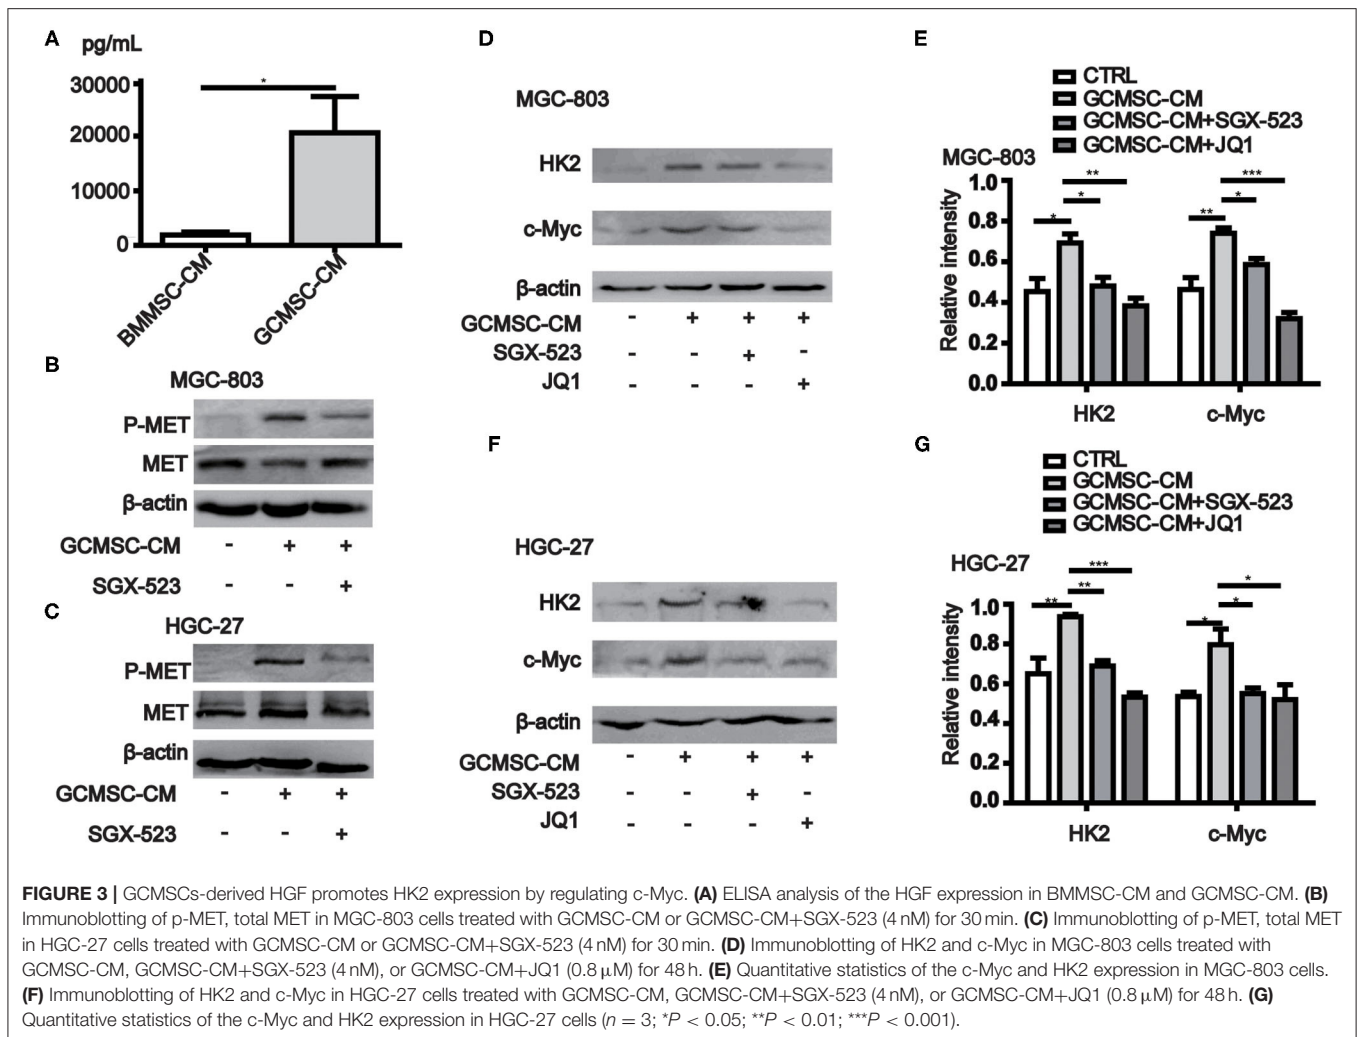 A
pg/mL
30000
20000
10000
0
*
BMMSC-CM
GCMSC-CM
B
MGC-803
P-MET
MET
β-actin
GCMSC-CM - + +
SGX-523 - - +
C
HGC-27
P-MET
MET
β-actin
GCMSC-CM - + +
SGX-523 - - +
D
MGC-803
HK2
c-Myc
β-actin
GCMSC-CM - + + +
SGX-523 - - + -
JQ1 - - - +
E
CTRL
GCMSC-CM
GCMSC-CM+SGX-523
GCMSC-CM+JQ1
MGC-803
Relative intensity
1.0
0.8
0.6
0.4
0.2
0.0
* * ** ** * ***
HK2 c-Myc
F
HGC-27
HK2
c-Myc
β-actin
GCMSC-CM - + + +
SGX-523 - - + -
JQ1 - - - +
G
CTRL
GCMSC-CM
GCMSC-CM+SGX-523
GCMSC-CM+JQ1
HGC-27
Relative intensity
1.0
0.8
0.6
0.4
0.2
0.0
** ** *** * * *
HK2 c-Myc
FIGURE 3 | GCMSCs-derived HGF promotes HK2 expression by regulating c-Myc. (A) ELISA analysis of the HGF expression in BMMSC-CM and GCMSC-CM. (B)
Immunoblotting of p-MET, total MET in MGC-803 cells treated with GCMSC-CM or GCMSC-CM+SGX-523 (4 nM) for 30 min. (C) Immunoblotting of p-MET, total MET
in HGC-27 cells treated with GCMSC-CM or GCMSC-CM+SGX-523 (4 nM) for 30 min. (D) Immunoblotting of HK2 and c-Myc in MGC-803 cells treated with
GCMSC-CM, GCMSC-CM+SGX-523 (4 nM), or GCMSC-CM+JQ1 (0.8 μM) for 48 h. (E) Quantitative statistics of the c-Myc and HK2 expression in MGC-803 cells.
(F) Immunoblotting of HK2 and c-Myc in HGC-27 cells treated with GCMSC-CM, GCMSC-CM+SGX-523 (4 nM), or GCMSC-CM+JQ1 (0.8 μM) for 48 h. (G)
Quantitative statistics of the c-Myc and HK2 expression in HGC-27 cells (n = 3; *P < 0.05; **P < 0.01; ***P < 0.001).